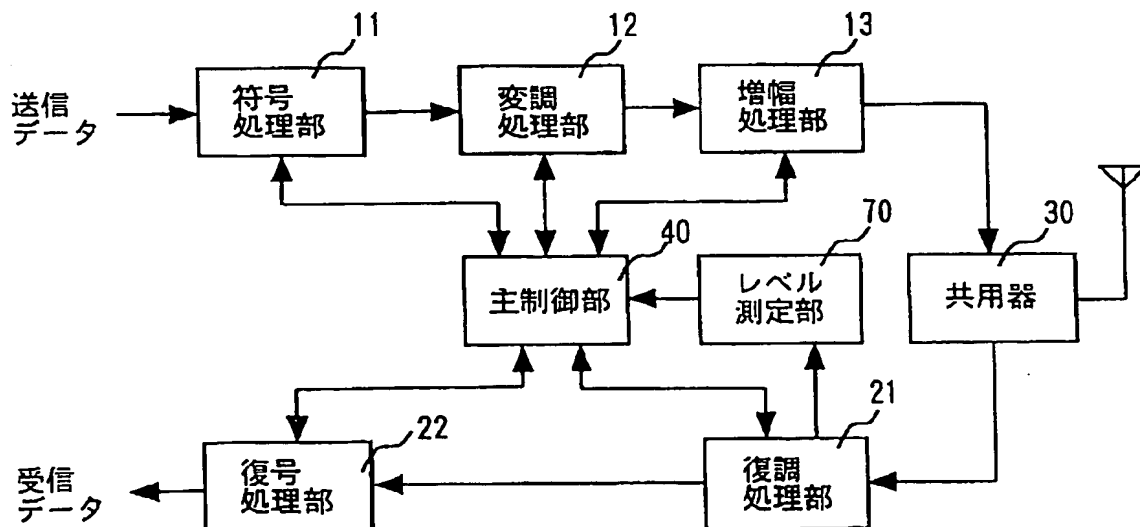 11
12
13
送信
データ
符号
処理部
変調
処理部
増幅
処理部
40
70
30
主制御部
レベル
測定部
共用器
22
21
受信
データ
復号
処理部
復調
処理部